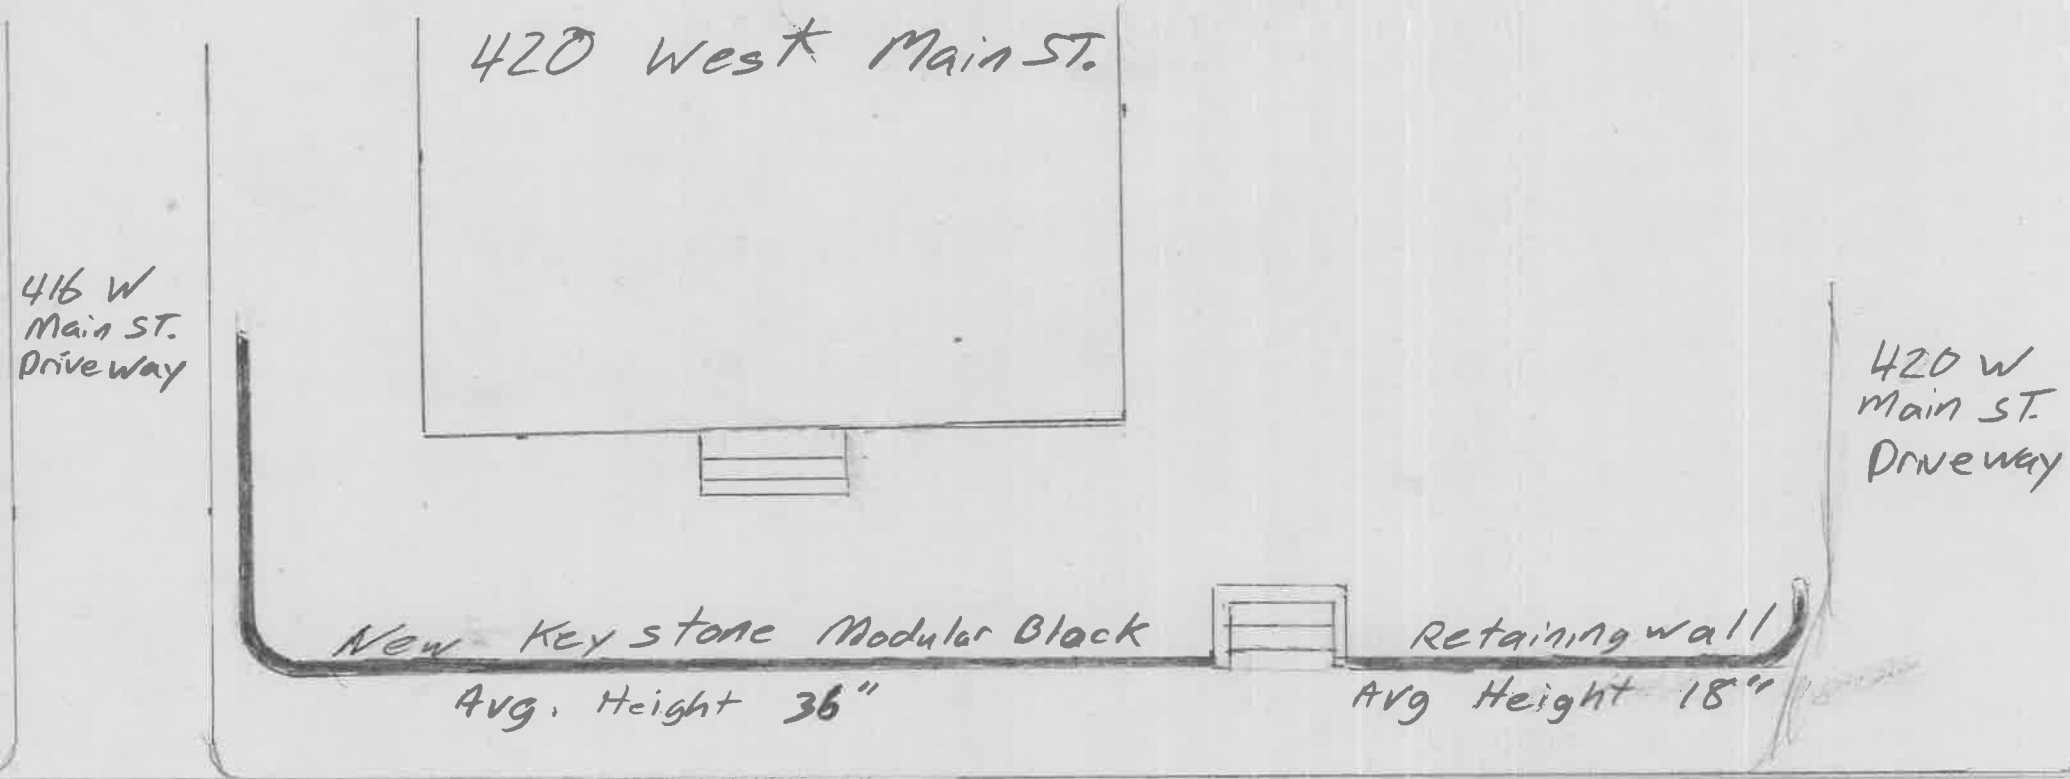 420 West Main ST.
416 W
Main ST.
Driveway
420 W
Main ST.
Driveway
New Keystone Modular Block Retaining wall
Avg. Height 36" Avg Height 18"